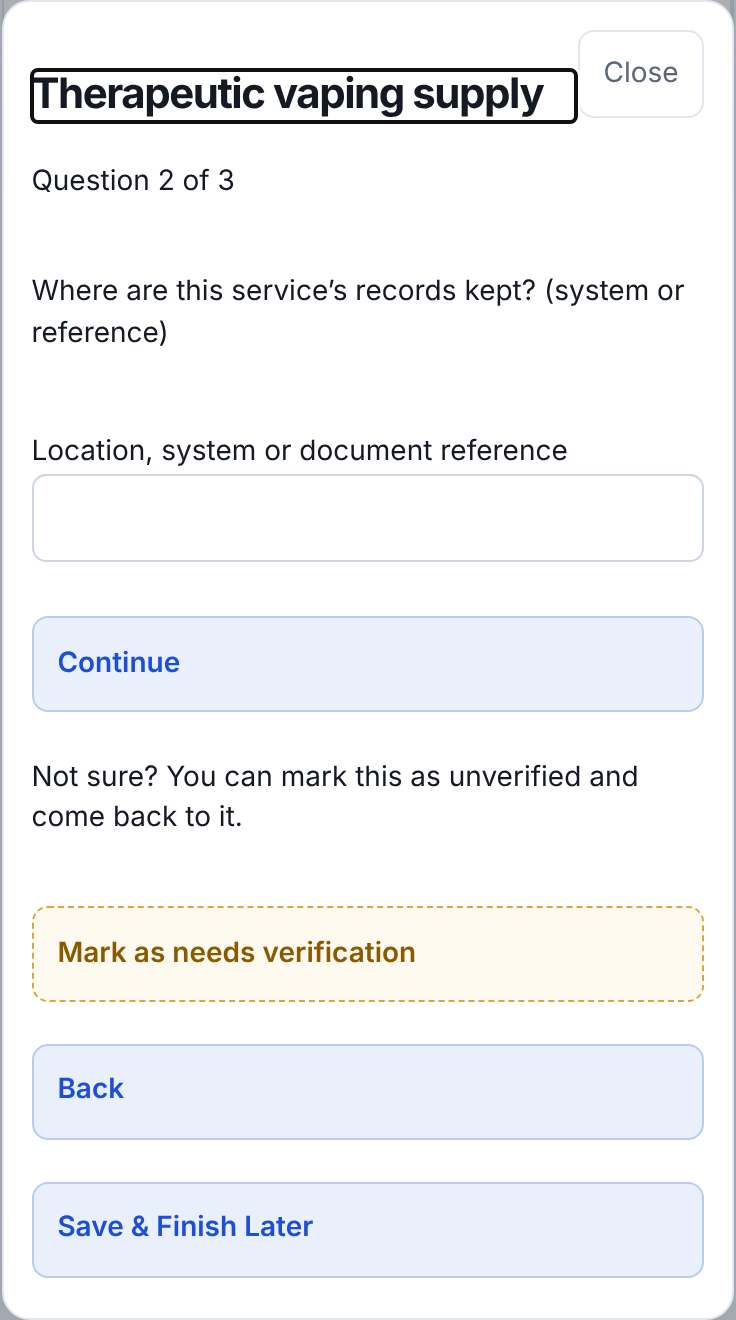 Therapeutic vaping supply
Close
Question 2 of 3
Where are this service’s records kept? (system or
reference)
Location, system or document reference
Continue
Not sure? You can mark this as unverified and
come back to it.
Mark as needs verification
Back
Save & Finish Later